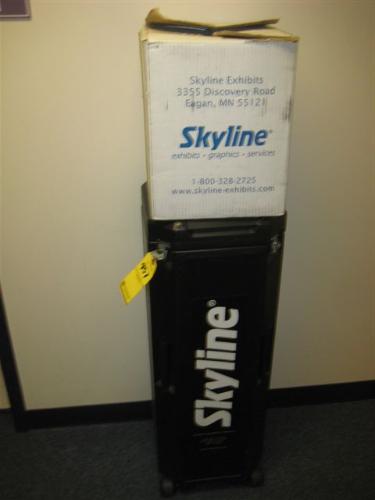 Skyline Exhibits
3355 Discovery Road
Eagan, MN 55121
Skyline®
exhibits - graphics - services
1-800-328-2725
www.skyline-exhibits.com
Skyline®